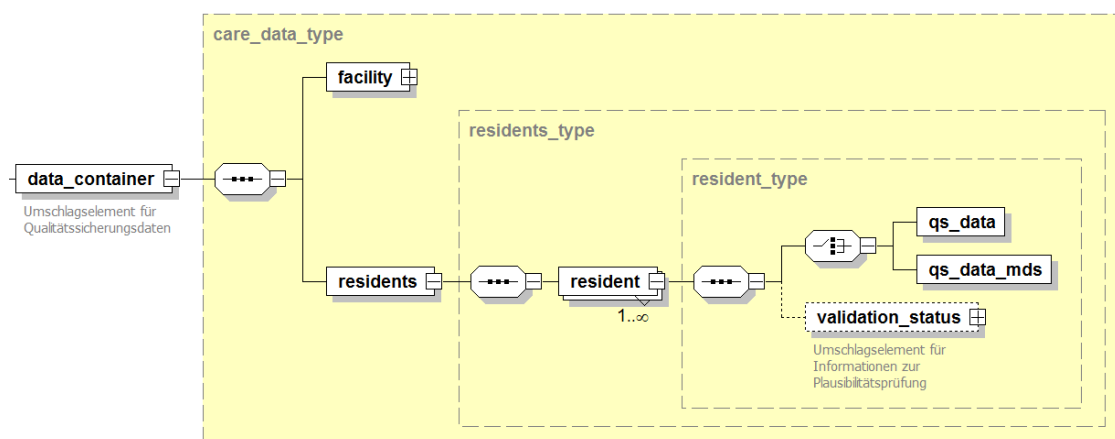 care_data_type
facility
residents_type
resident_type
data_container
Umschlagselement für
Qualitätssicherungsdaten
qs_data
qs_data_mds
residents
resident
1..∞
validation_status
Umschlagselement für
Informationen zur
Plausibilitätsprüfung